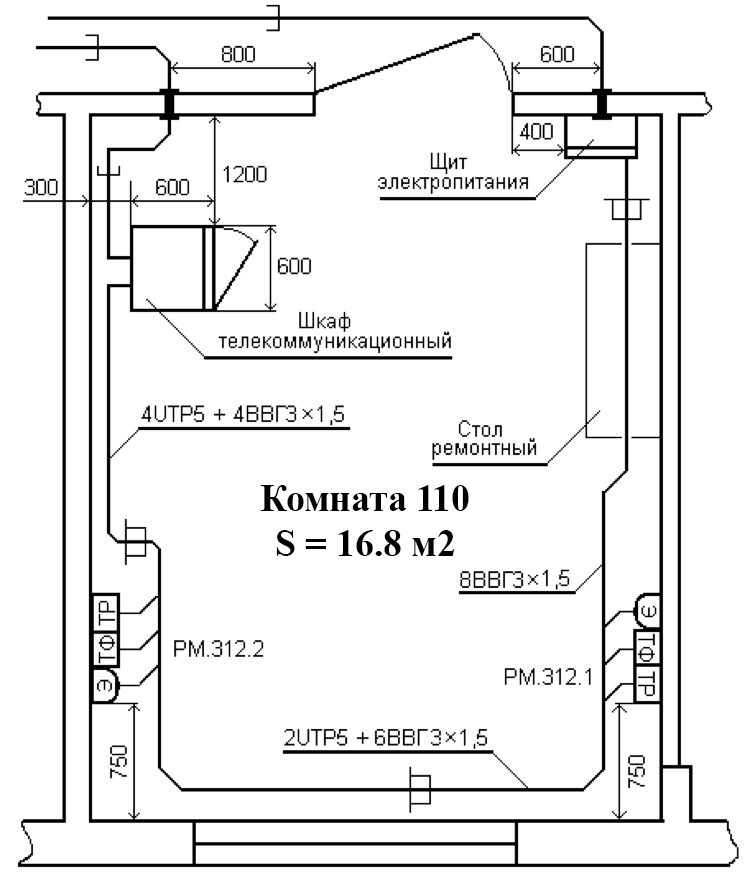 800
600
400
Щит
электропитания
300
600
1200
600
Шкаф
телекоммуникационный
4UTP5 + 4ВВГ3×1,5
Стол
ремонтный
Комната 110
S = 16.8 м2
8ВВГ3×1,5
ТР
ТФ
Э
РМ.312.2
Э
ТФ
ТР
РМ.312.1
2UTP5 + 6ВВГ3×1,5
750
750